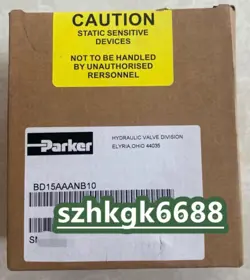 CAUTION
STATIC SENSITIVE
DEVICES
NOT TO BE HANDLED
BY UNAUTHORISED
RERSONNEL
Parker
HYDRAULIC VALVE DIVISION
ELYRIA,OHIO 44035
BD15AAANB10
szhkgk6688